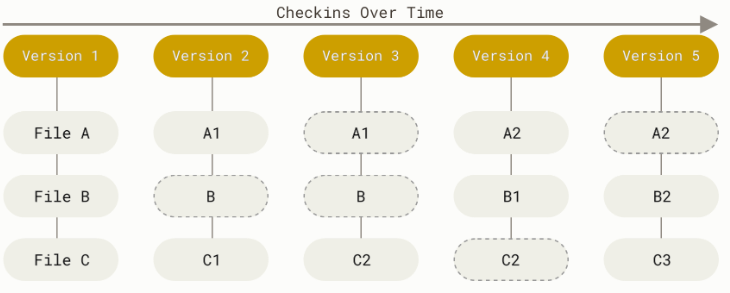 Checkins Over Time
Version 1 Version 2 Version 3 Version 4 Version 5
File A A1 A1 A2 A2
File B B B B1 B2
File C C1 C2 C2 C3